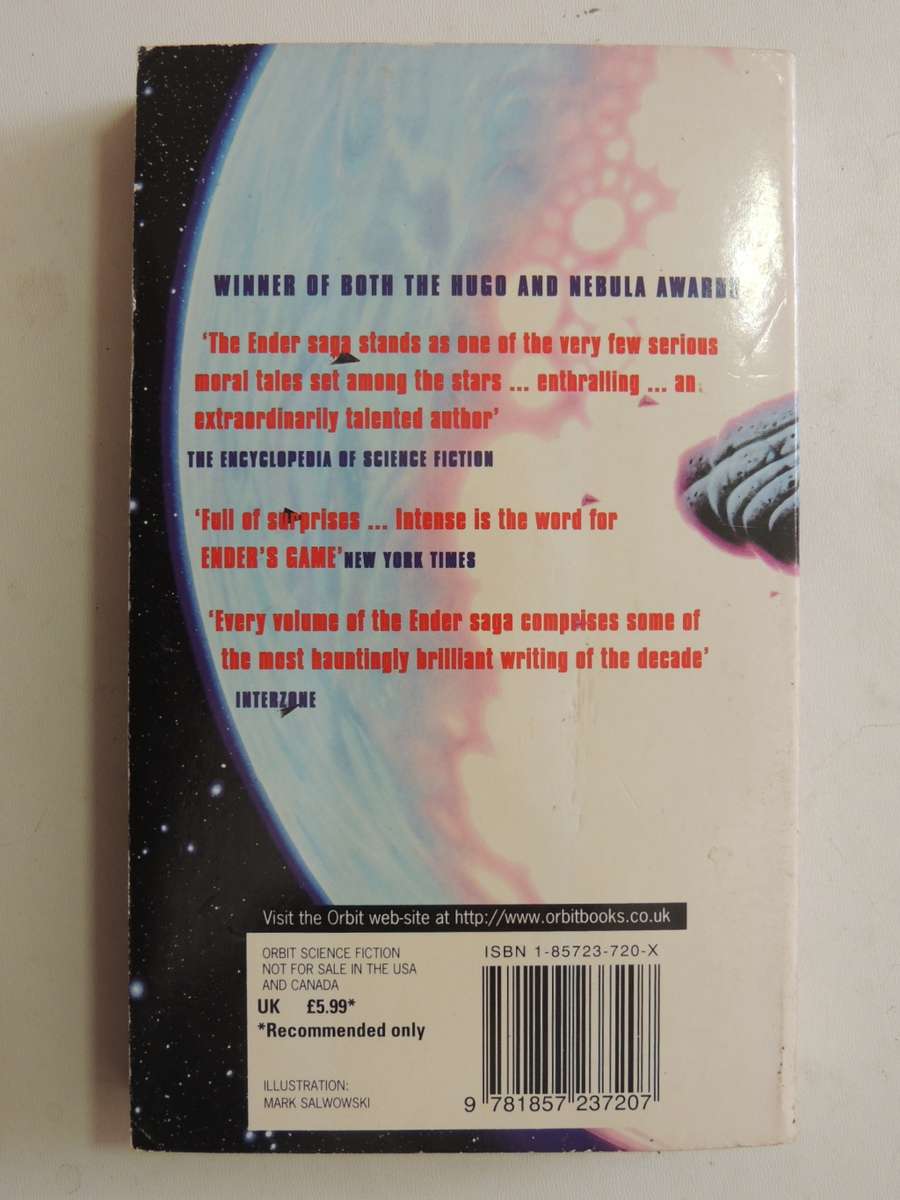 WINNER OF BOTH THE HUGO AND NEBULA AWARDS
‘The Ender saga stands as one of the very few serious
moral tales set among the stars ... enthralling ... an
extraordinarily talented author’
THE ENCYCLOPEDIA OF SCIENCE FICTION
‘Full of surprises ... Intense is the word for
ENDER'S GAME’ NEW YORK TIMES
‘Every volume of the Ender saga comprises some of
the most hauntingly brilliant writing of the decade’
INTERZONE
Visit the Orbit web-site at http://www.orbitbooks.co.uk
ORBIT SCIENCE FICTION
NOT FOR SALE IN THE USA
AND CANADA
UK £5.99*
*Recommended only
ILLUSTRATION:
MARK SALWOWSKI
ISBN 1-85723-720-X
9 781857 237207